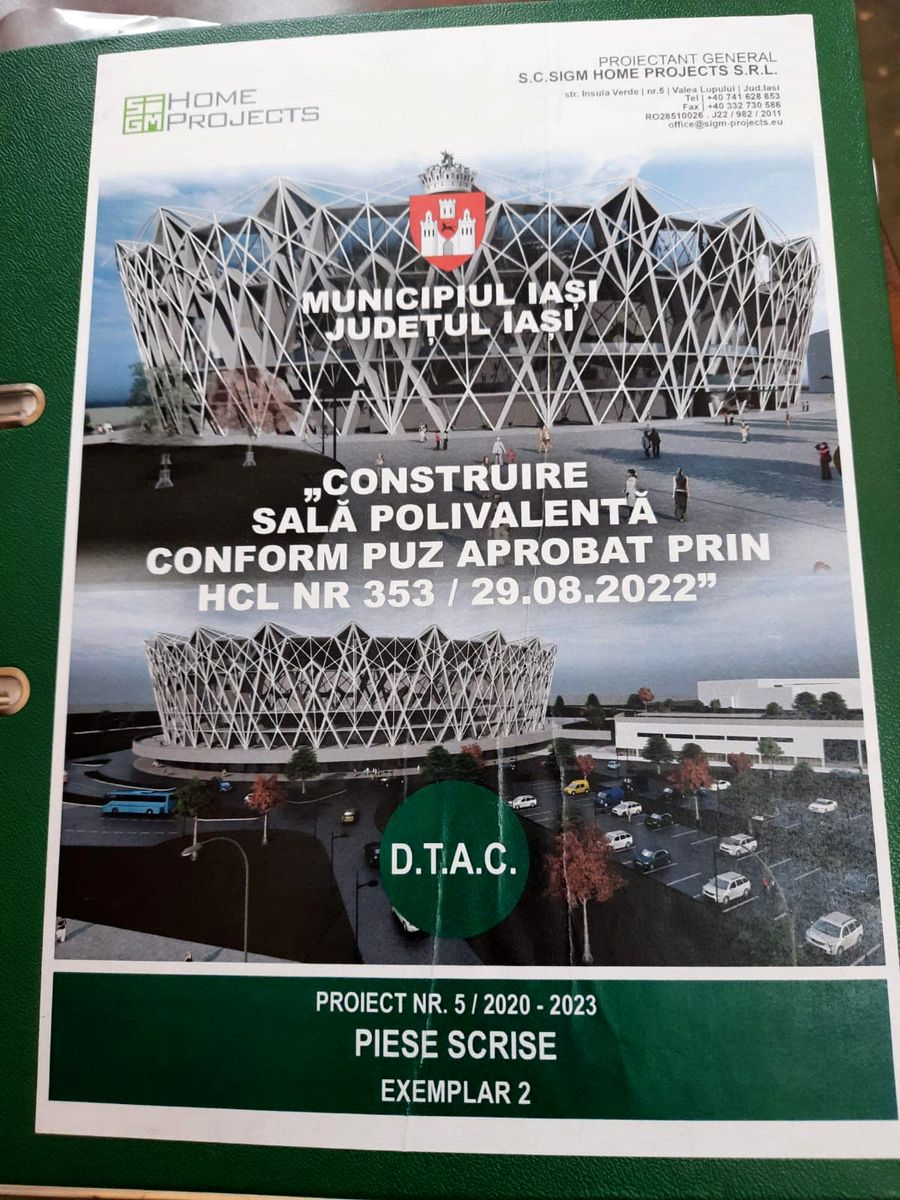 SIGM
HOME
PROJECTS
PROIECTANT GENERAL
S.C.SIGM HOME PROJECTS S.R.L.
str. Insula Verde | nr.5 | Valea Lupului | Jud.Iasi
Tel | +40 741 628 853
Fax | +40 332 730 586
RO28510026 . J22 / 982 / 2011
office@sigm-projects.eu
MUNICIPIUL IAȘI
JUDEȚUL IAȘI
„CONSTRUIRE
SALĂ POLIVALENTĂ
CONFORM PUZ APROBAT PRIN
HCL NR 353 / 29.08.2022”
D.T.A.C.
PROIECT NR. 5 / 2020 - 2023
PIESE SCRISE
EXEMPLAR 2